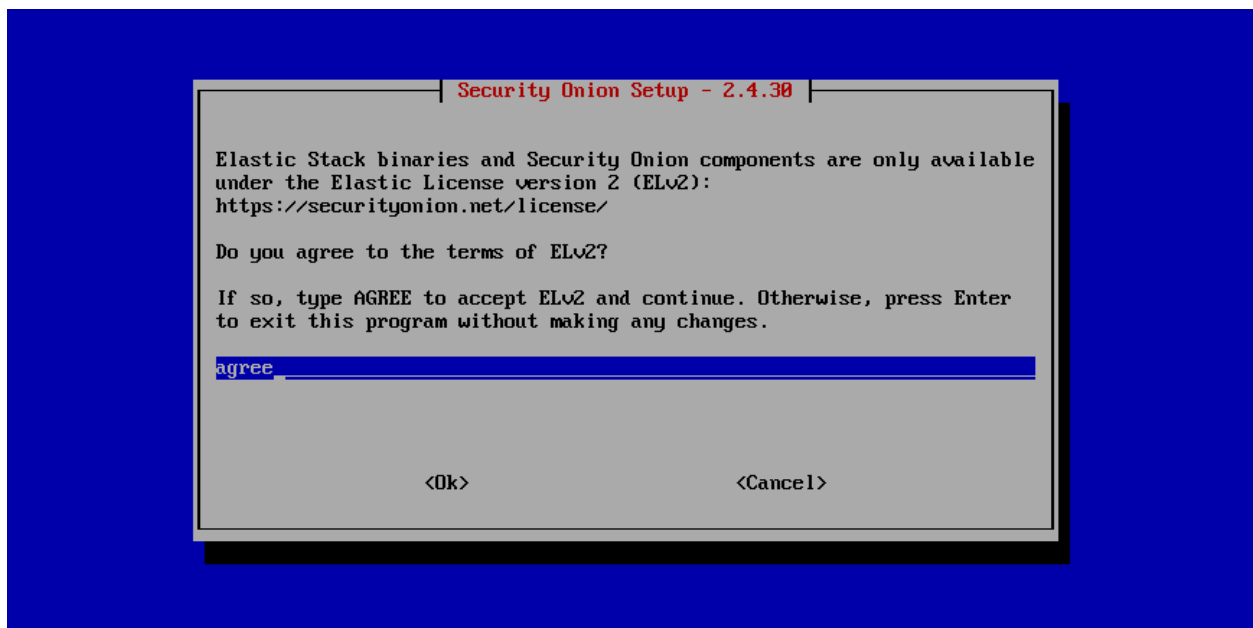 Security Onion Setup - 2.4.30
Elastic Stack binaries and Security Onion components are only available
under the Elastic License version 2 (ELv2):
https://securityonion.net/license/
Do you agree to the terms of ELv2?
If so, type AGREE to accept ELv2 and continue. Otherwise, press Enter
to exit this program without making any changes.
agree
<Ok> <Cancel>